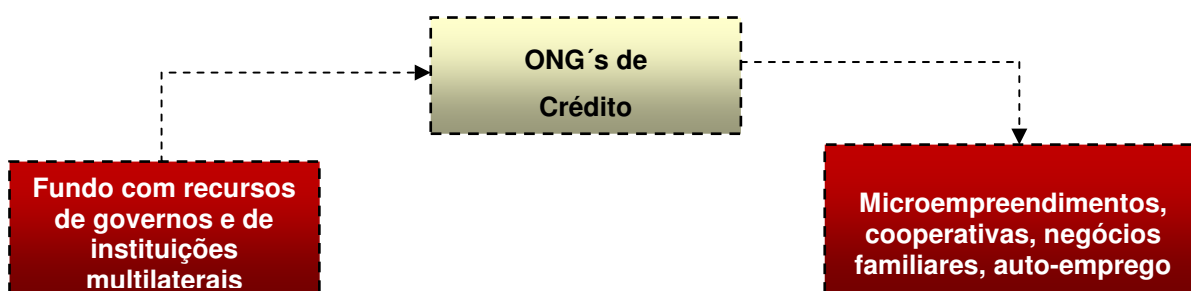 ONG´s de
Crédito
Fundo com recursos
de governos e de
instituições
multilaterais
Microempreendimentos,
cooperativas, negócios
familiares, auto-emprego